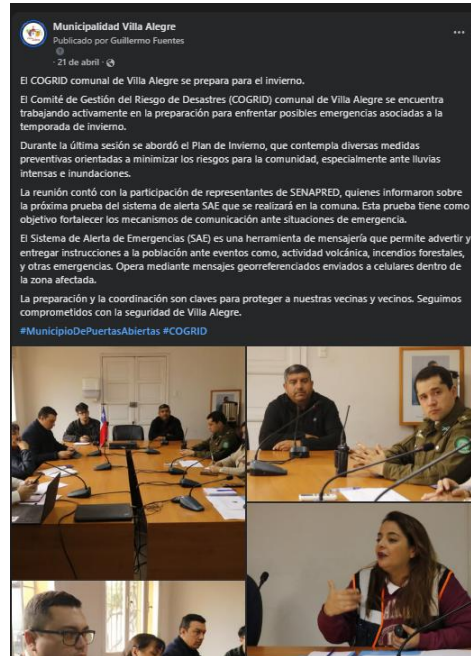 Municipalidad Villa Alegre
Publicado por Guillermo Fuentes
· 21 de abril ·
El COGRID comunal de Villa Alegre se prepara para el invierno.
El Comité de Gestión del Riesgo de Desastres (COGRID) comunal de Villa Alegre se encuentra
trabajando activamente en la preparación para enfrentar posibles emergencias asociadas a la
temporada de invierno.
Durante la última sesión se abordó el Plan de Invierno, que contempla diversas medidas
preventivas orientadas a minimizar los riesgos para la comunidad, especialmente ante lluvias
intensas e inundaciones.
La reunión contó con la participación de representantes de SENAPRED, quienes informaron sobre
la próxima prueba del sistema de alerta SAE que se realizará en la comuna. Esta prueba tiene como
objetivo fortalecer los mecanismos de comunicación ante situaciones de emergencia.
El Sistema de Alerta de Emergencias (SAE) es una herramienta de mensajería que permite advertir y
entregar instrucciones a la población ante eventos como, actividad volcánica, incendios forestales,
y otras emergencias. Opera mediante mensajes georreferenciados enviados a celulares dentro de
la zona afectada.
La preparación y la coordinación son claves para proteger a nuestras vecinas y vecinos. Seguimos
comprometidos con la seguridad de Villa Alegre.
#MunicipioDePuertasAbiertas #COGRID